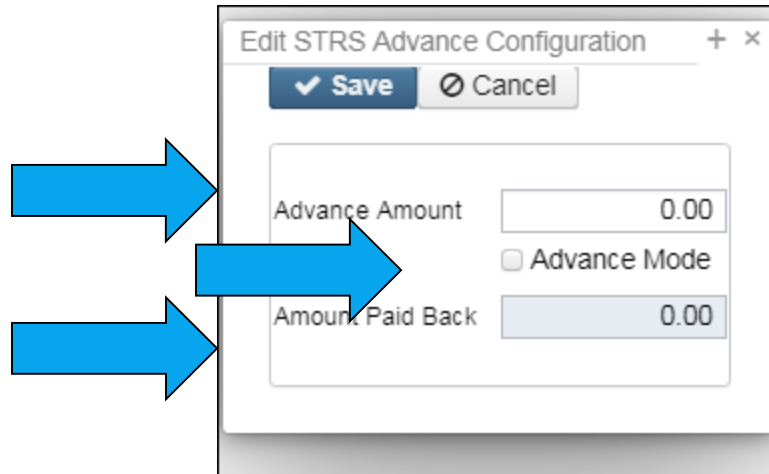 Edit STRS Advance Configuration
Save Cancel
Advance Amount 0.00
Advance Mode
Amount Paid Back 0.00